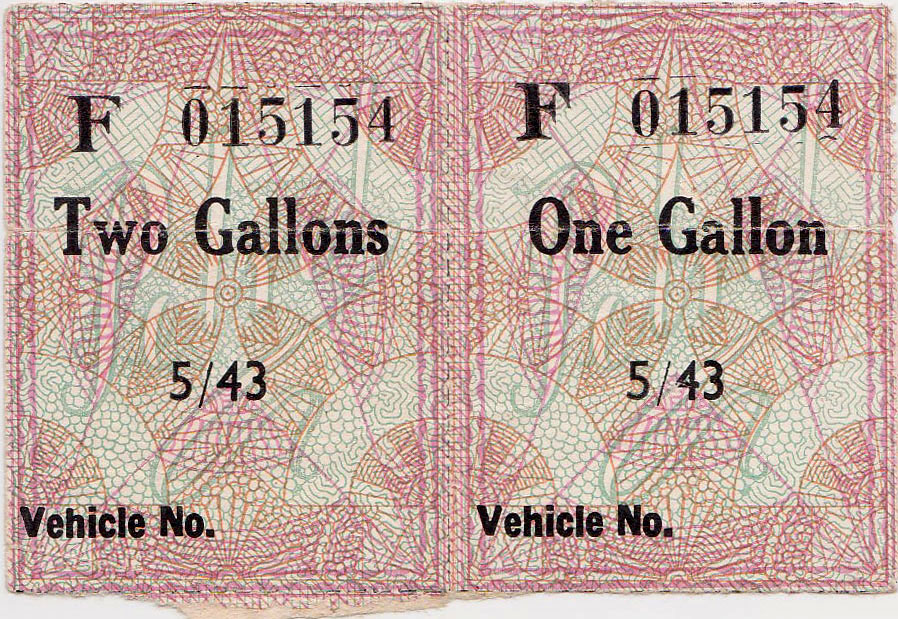 F 015154
Two Gallons
5/43
Vehicle No.
F 015154
One Gallon
5/43
Vehicle No.